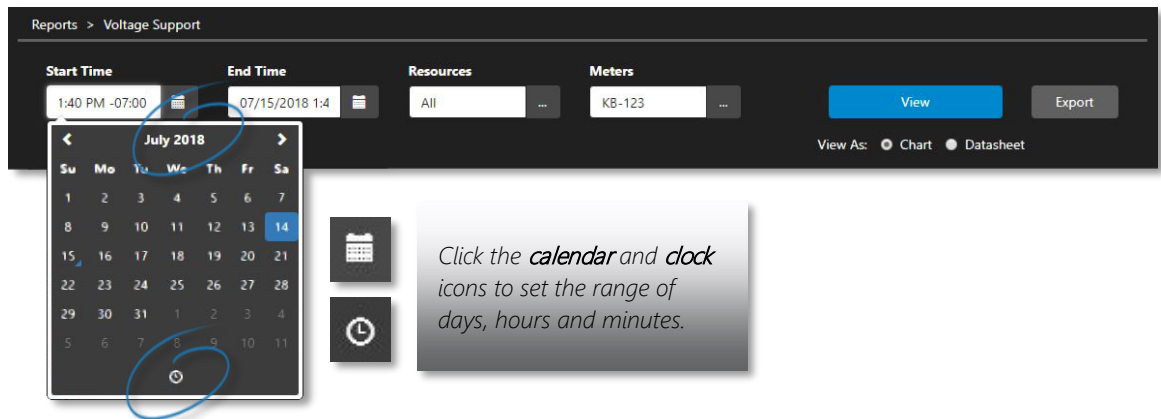 Reports > Voltage Support
Start Time End Time Resources Meters
1:40 PM -07:00 07/15/2018 1:4 All ... KB-123 ... View Export
View As: Chart Datasheet
July 2018
Su Mo Tu We Th Fr Sa
1 2 3 4 5 6 7
8 9 10 11 12 13 14
15 16 17 18 19 20 21
22 23 24 25 26 27 28
29 30 31 1 2 3 4
5 6 7 8 9 10 11
Click the calendar and clock
icons to set the range of
days, hours and minutes.